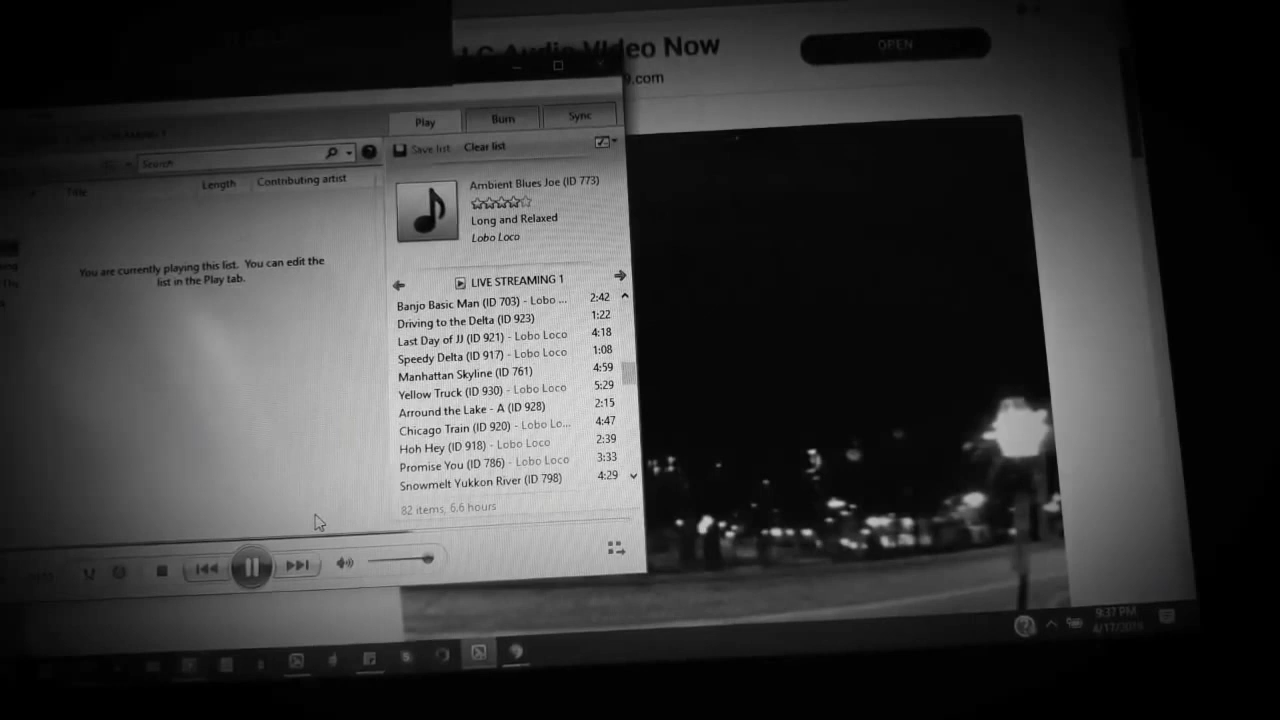 Audio Video Now
OPEN
9.com
Play
Burn
Sync
Search
Save list
Clear list
Title
Length
Contributing artist
Ambient Blues Joe (ID 773)
Long and Relaxed
Lobo Loco
You are currently playing this list. You can edit the
list in the Play tab.
LIVE STREAMING 1
Banjo Basic Man (ID 703) - Lobo ... 2:42
Driving to the Delta (ID 923) 1:22
Last Day of JJ (ID 921) - Lobo Loco 4:18
Speedy Delta (ID 917) - Lobo Loco 1:08
Manhattan Skyline (ID 761) 4:59
Yellow Truck (ID 930) - Lobo Loco 5:29
Arround the Lake - A (ID 928) 2:15
Chicago Train (ID 920) - Lobo Lo... 4:47
Hoh Hey (ID 918) - Lobo Loco 2:39
Promise You (ID 786) - Lobo Loco 3:33
Snowmelt Yukkon River (ID 798) 4:29
82 items, 6.6 hours
9:37 PM